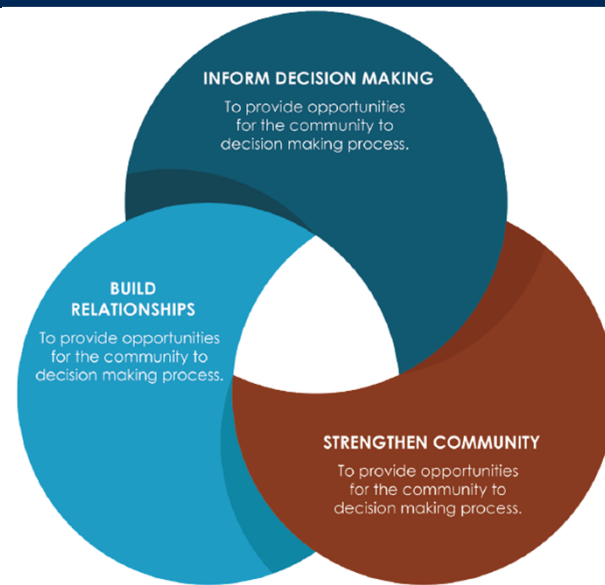 INFORM DECISION MAKING
To provide opportunities
for the community to
decision making process.
BUILD
RELATIONSHIPS
To provide opportunities
for the community to
decision making process.
STRENGTHEN COMMUNITY
To provide opportunities
for the community to
decision making process.